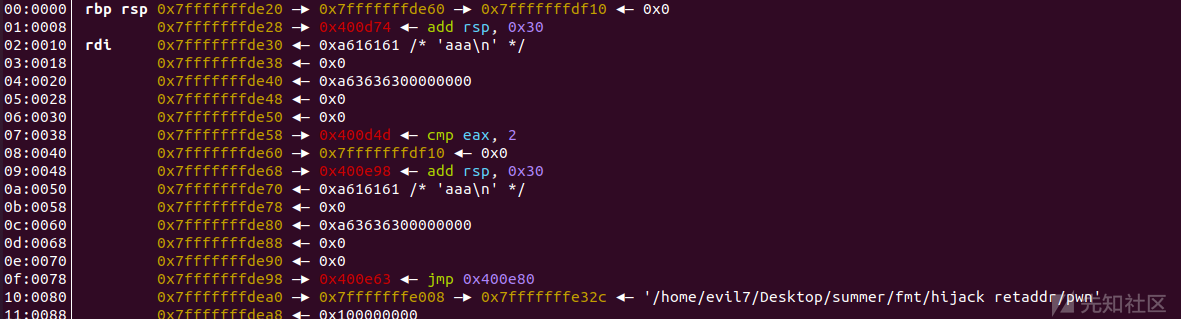 00:0000│ rbp rsp 0x7fffffffde20 —▸ 0x7fffffffde60 —▸ 0x7fffffffdf10 ◂— 0x0
01:0008│ 0x7fffffffde28 —▸ 0x400d74 ◂— add rsp, 0x30
02:0010│ rdi 0x7fffffffde30 ◂— 0xa616161 /* 'aaa\n' */
03:0018│ 0x7fffffffde38 ◂— 0x0
04:0020│ 0x7fffffffde40 ◂— 0xa63636300000000
05:0028│ 0x7fffffffde48 ◂— 0x0
06:0030│ 0x7fffffffde50 ◂— 0x0
07:0038│ 0x7fffffffde58 —▸ 0x400d4d ◂— cmp eax, 2
08:0040│ 0x7fffffffde60 —▸ 0x7fffffffdf10 ◂— 0x0
09:0048│ 0x7fffffffde68 —▸ 0x400e98 ◂— add rsp, 0x30
0a:0050│ 0x7fffffffde70 ◂— 0xa616161 /* 'aaa\n' */
0b:0058│ 0x7fffffffde78 ◂— 0x0
0c:0060│ 0x7fffffffde80 ◂— 0xa63636300000000
0d:0068│ 0x7fffffffde88 ◂— 0x0
0e:0070│ 0x7fffffffde90 ◂— 0x0
0f:0078│ 0x7fffffffde98 —▸ 0x400e63 ◂— jmp 0x400e80
10:0080│ 0x7fffffffdea0 —▸ 0x7fffffffe008 —▸ 0x7fffffffe32c ◂— '/home/evil7/Desktop/summer/fmt/hijack retaddr/pwn'
11:0088│ 0x7fffffffdea8 ◂— 0x100000000
先知社区